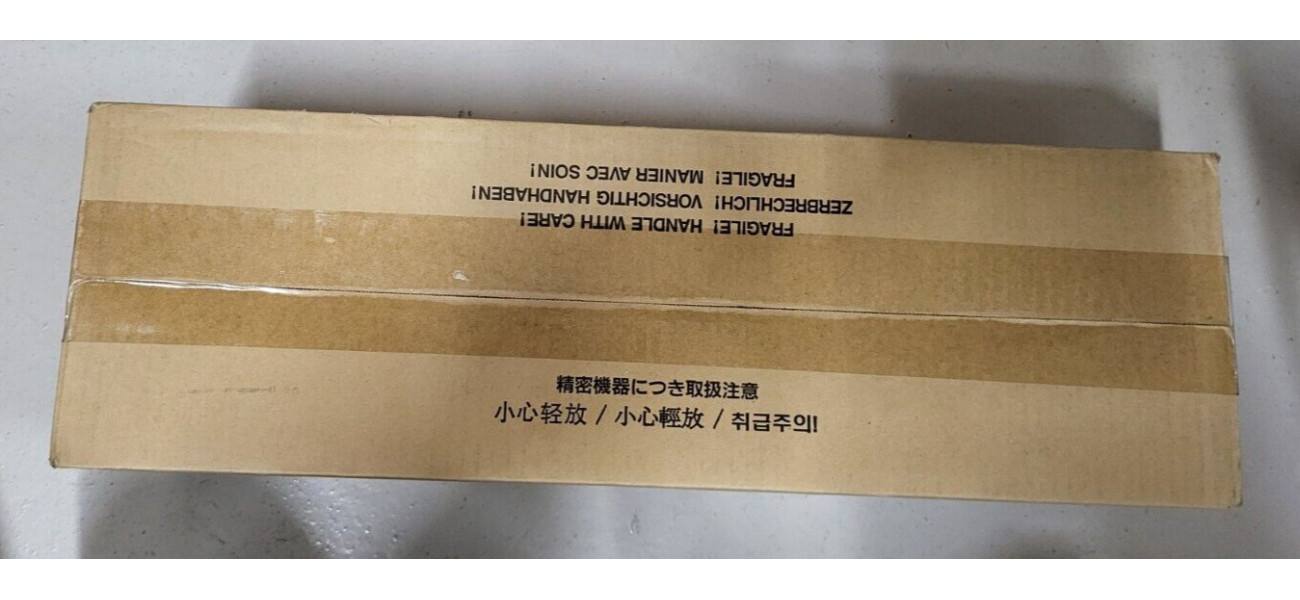 FRAGILE! HANDLE WITH CARE!
ZERBRECHLICH! VORSICHTIG HANDHABEN!
FRAGILE! MANIER AVEC SOIN!
精密機器につき取扱注意
小心轻放 / 小心輕放 / 취급주의!